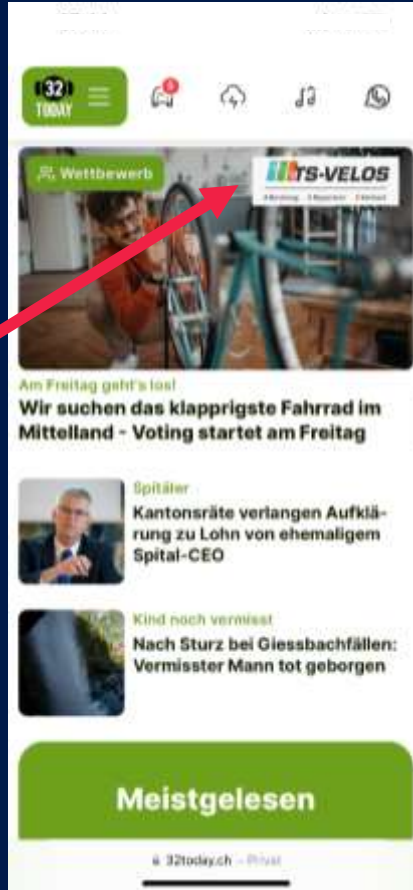 32
TODAY
Wettbewerb
TS-VELOS
Am Freitag geht's los!
Wir suchen das klapprigste Fahrrad im
Mittelland - Voting startet am Freitag
Spitäler
Kantonsräte verlangen Aufklä-
rung zu Lohn von ehemaligem
Spital-CEO
Kind noch vermisst
Nach Sturz bei Giessbachfällen:
Vermisster Mann tot geborgen
Meistgelesen
32today.ch – Privat